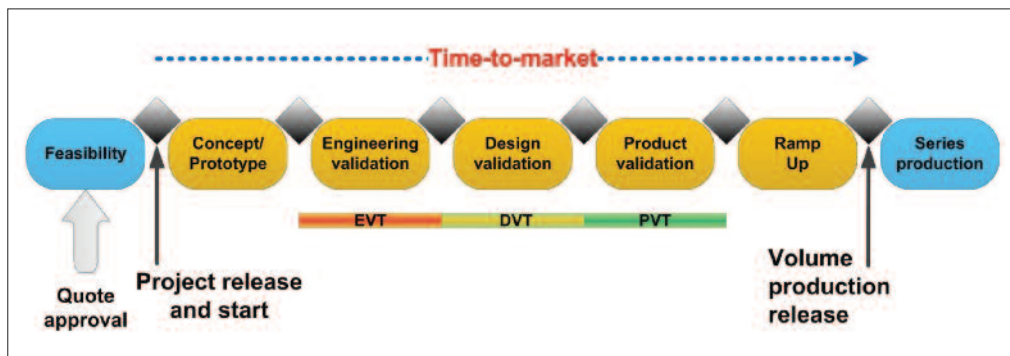 Time-to-market
Feasibility
Concept/
Prototype
Engineering
validation
Design
validation
Product
validation
Ramp
Up
Series
production
EVT
DVT
PVT
Quote
approval
Project release
and start
Volume
production
release